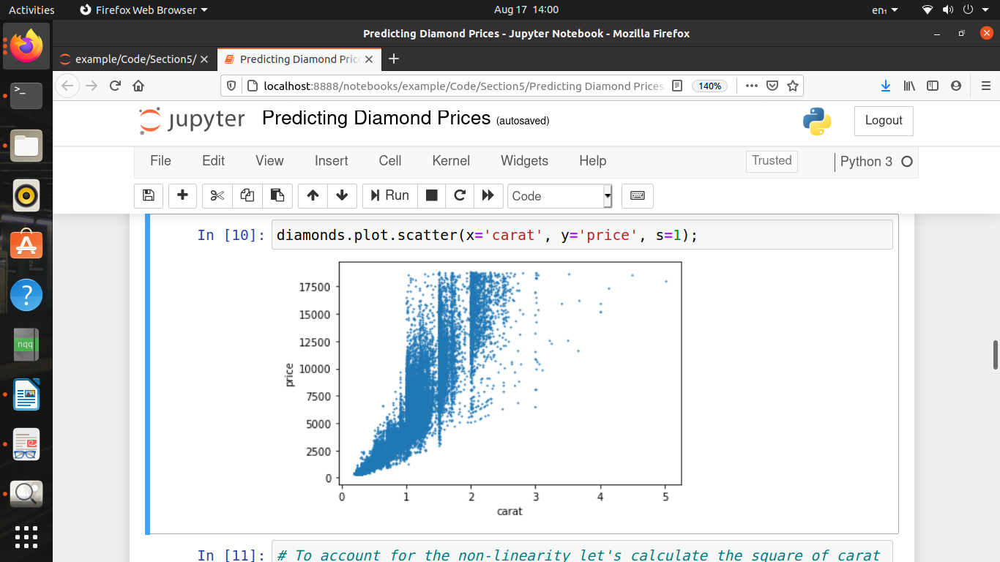 Activities Firefox Web Browser Aug 17 14:00 en₁
Predicting Diamond Prices - Jupyter Notebook - Mozilla Firefox
example/Code/Section5/ Predicting Diamond Pric
localhost:8888/notebooks/example/Code/Section5/Predicting Diamond Prices 140%
jupyter Predicting Diamond Prices (autosaved) Logout
File Edit View Insert Cell Kernel Widgets Help Trusted Python 3
Run Code
In [10]: diamonds.plot.scatter(x='carat', y='price', s=1);
17500
15000
12500
10000
7500
5000
2500
0
price
0 1 2 3 4 5
carat
In [11]: # To account for the non-linearity let's calculate the square of carat
>_
?
nqq